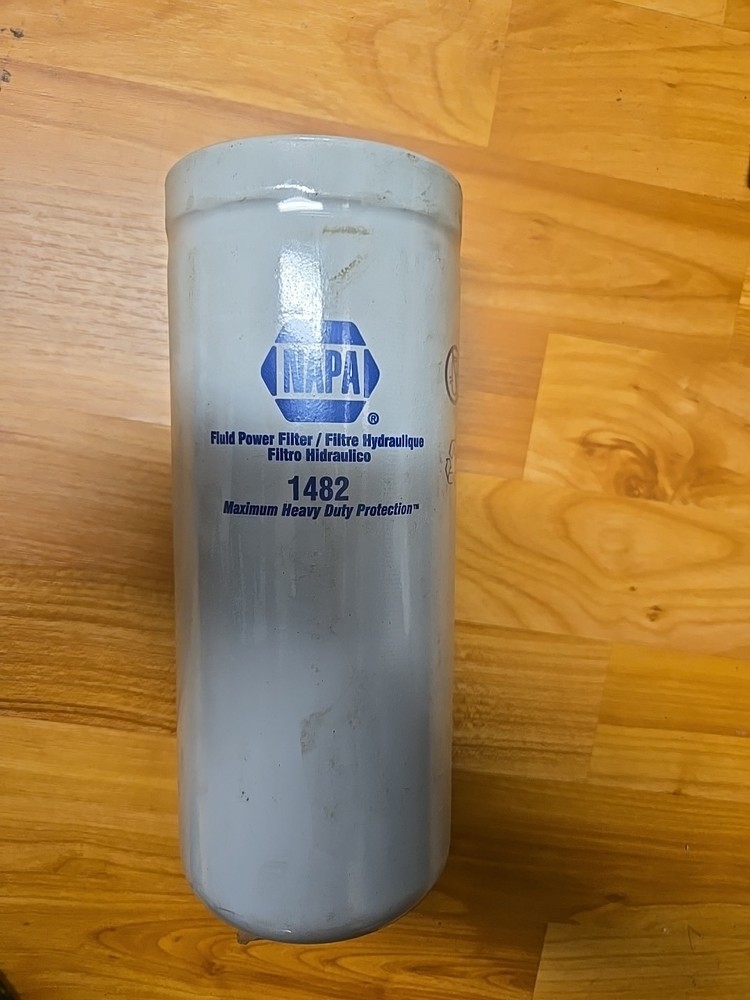 NAPA
®
Fluid Power Filter / Filtre Hydraulique
Filtro Hidraulico
1482
Maximum Heavy Duty Protection™